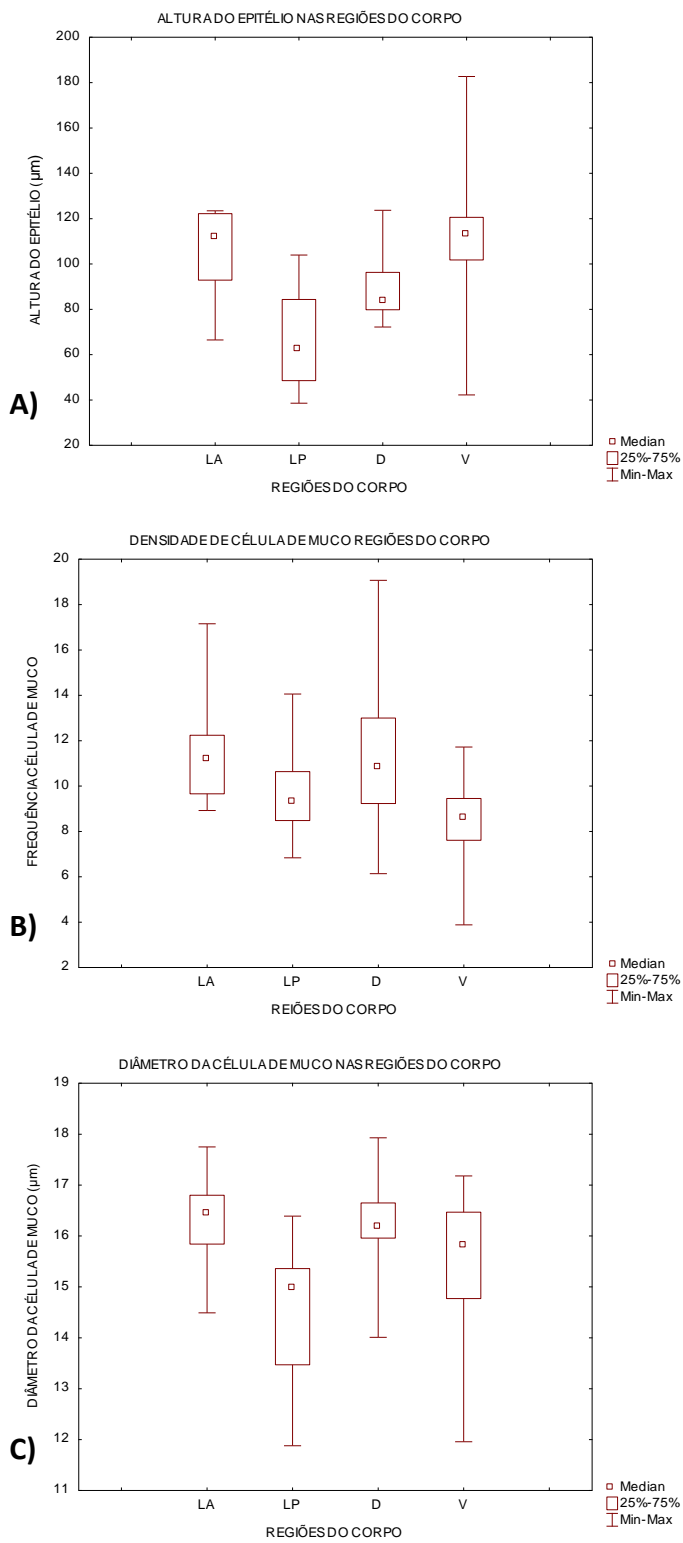 ALTURA DO EPITÉLIO NAS REGIÕES DO CORPO
200
180
160
140
120
100
80
60
40
20
ALTURA DO EPITÉLIO (µm)
A)
LA LP D V
REGIÕES DO CORPO
Median
25%-75%
Min-Max
DENSIDADE DE CÉLULA DE MUCO REGIÕES DO CORPO
20
18
16
14
12
10
8
6
4
2
FREQUÊNCIA CÉLULA DE MUCO
B)
LA LP D V
REIÕES DO CORPO
Median
25%-75%
Min-Max
DIÂMETRO DA CÉLULA DE MUCO NAS REGIÕES DO CORPO
19
18
17
16
15
14
13
12
11
DIÂMETRO DA CÉLULA DE MUCO (µm)
C)
LA LP D V
REGIÕES DO CORPO
Median
25%-75%
Min-Max